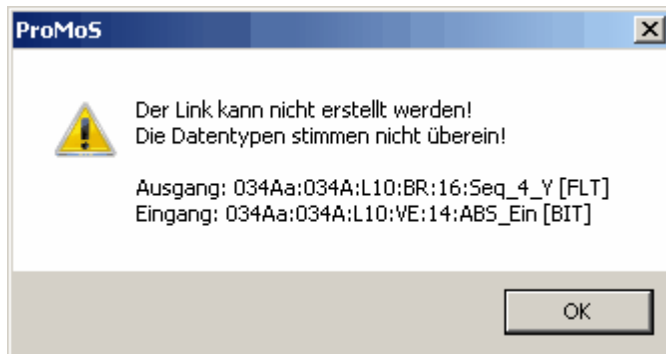 ProMoS
Der Link kann nicht erstellt werden!
Die Datentypen stimmen nicht überein!
Ausgang: 034Aa:034A:L10:BR:16:Seq_4_Y [FLT]
Eingang: 034Aa:034A:L10:VE:14:ABS_Ein [BIT]
OK